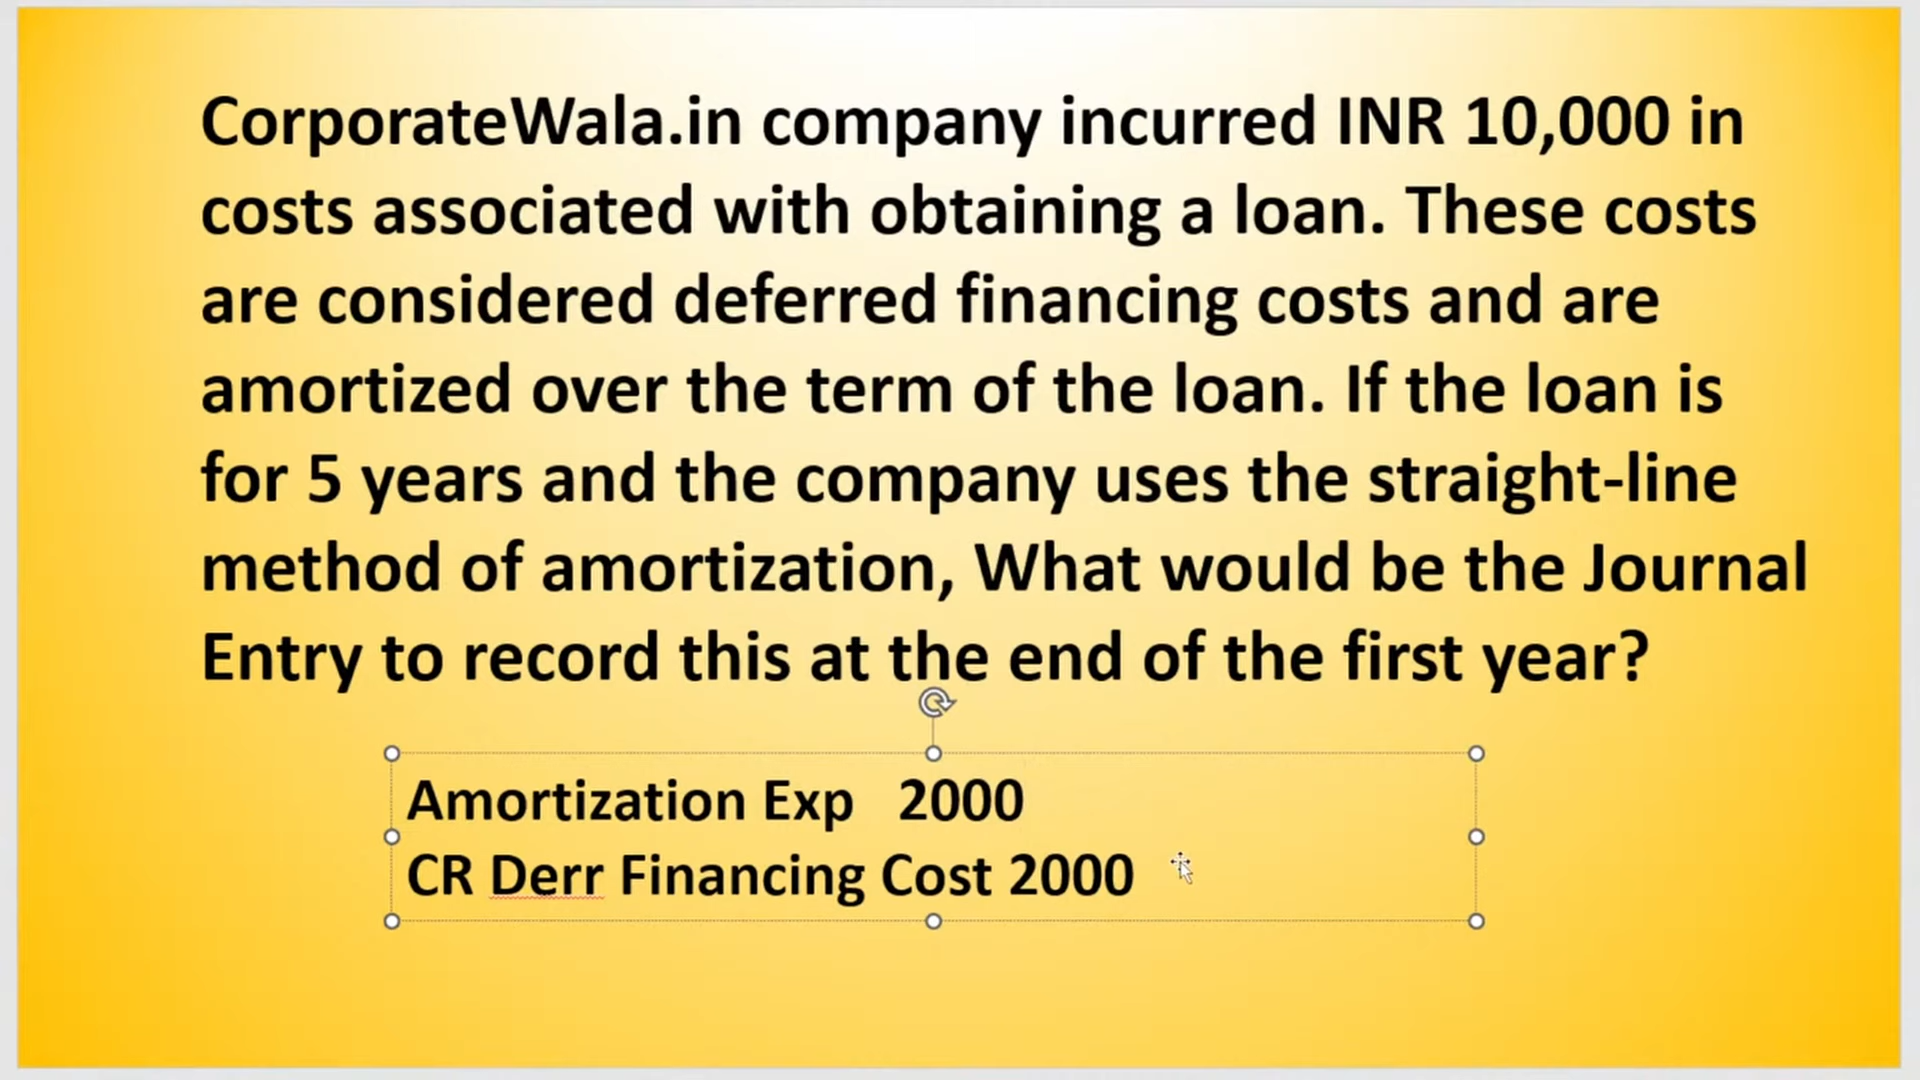 CorporateWala.in company incurred INR 10,000 in
costs associated with obtaining a loan. These costs
are considered deferred financing costs and are
amortized over the term of the loan. If the loan is
for 5 years and the company uses the straight-line
method of amortization, What would be the Journal
Entry to record this at the end of the first year?
Amortization Exp 2000
CR Derr Financing Cost 2000